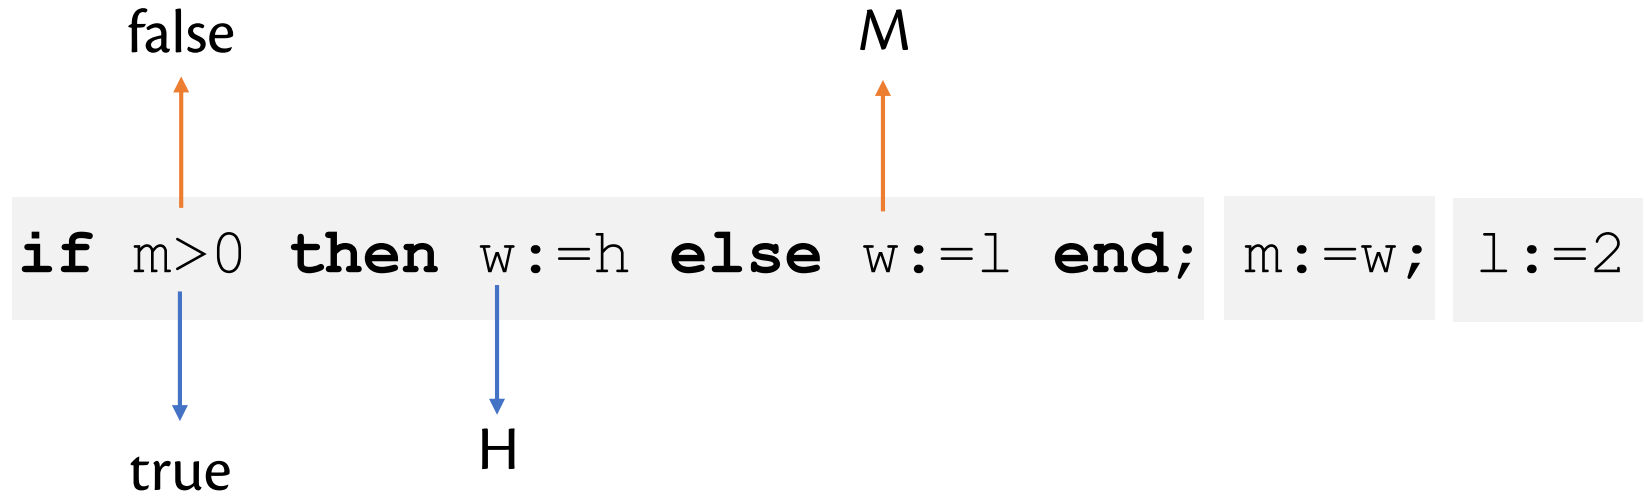 false M
if m>0 then w:=h else w:=l end; m:=w; l:=2
true H